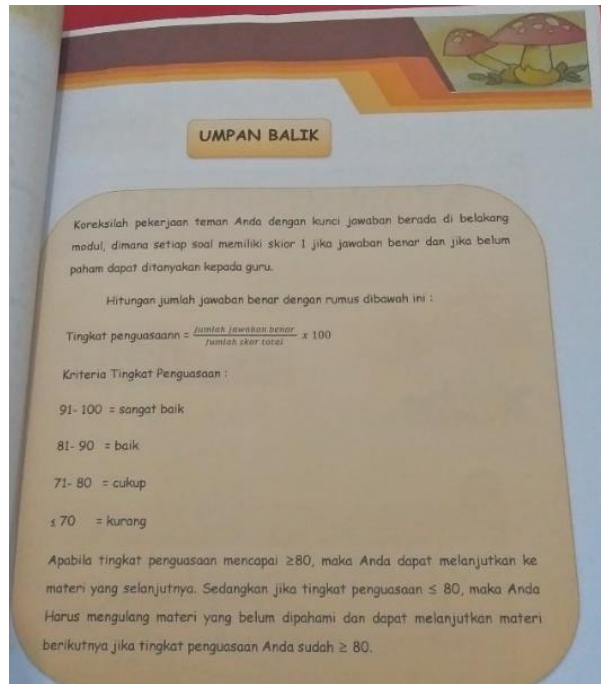 UMPAN BALIK
Koreksilah pekerjaan teman Anda dengan kunci jawaban berada di belakang
modul, dimana setiap soal memiliki skior 1 jika jawaban benar dan jika belum
paham dapat ditanyakan kepada guru.
Hitungan jumlah jawaban benar dengan rumus dibawah ini :
Tingkat penguasaann = Jumlah jawaban benar / Jumlah skor total x 100
Kriteria Tingkat Penguasaan :
91- 100 = sangat baik
81- 90 = baik
71- 80 = cukup
≤ 70 = kurang
Apabila tingkat penguasaan mencapai ≥80, maka Anda dapat melanjutkan ke
materi yang selanjutnya. Sedangkan jika tingkat penguasaan ≤ 80, maka Anda
Harus mengulang materi yang belum dipahami dan dapat melanjutkan materi
berikutnya jika tingkat penguasaan Anda sudah ≥ 80.